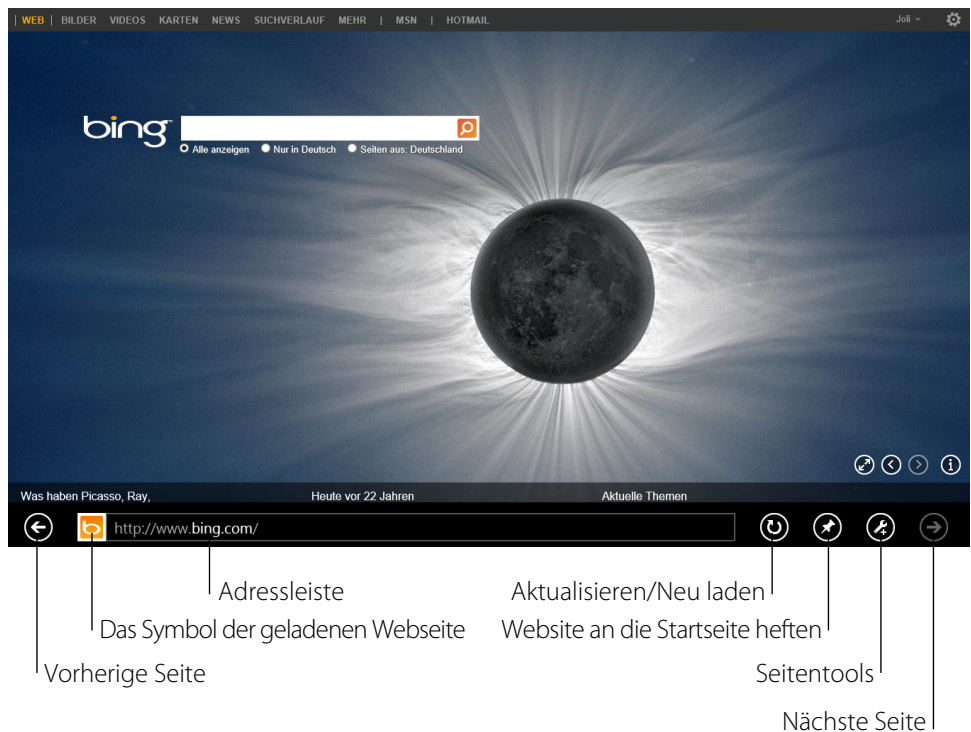 | WEB | BILDER VIDEOS KARTEN NEWS SUCHVERLAUF MEHR | MSN | HOTMAIL Joli
bing™
Alle anzeigen Nur in Deutsch Seiten aus: Deutschland
Was haben Picasso, Ray, Heute vor 22 Jahren Aktuelle Themen
http://www.bing.com/
Adressleiste Aktualisieren/Neu laden
Das Symbol der geladenen Webseite Website an die Startseite heften
Vorherige Seite Seitentools
Nächste Seite